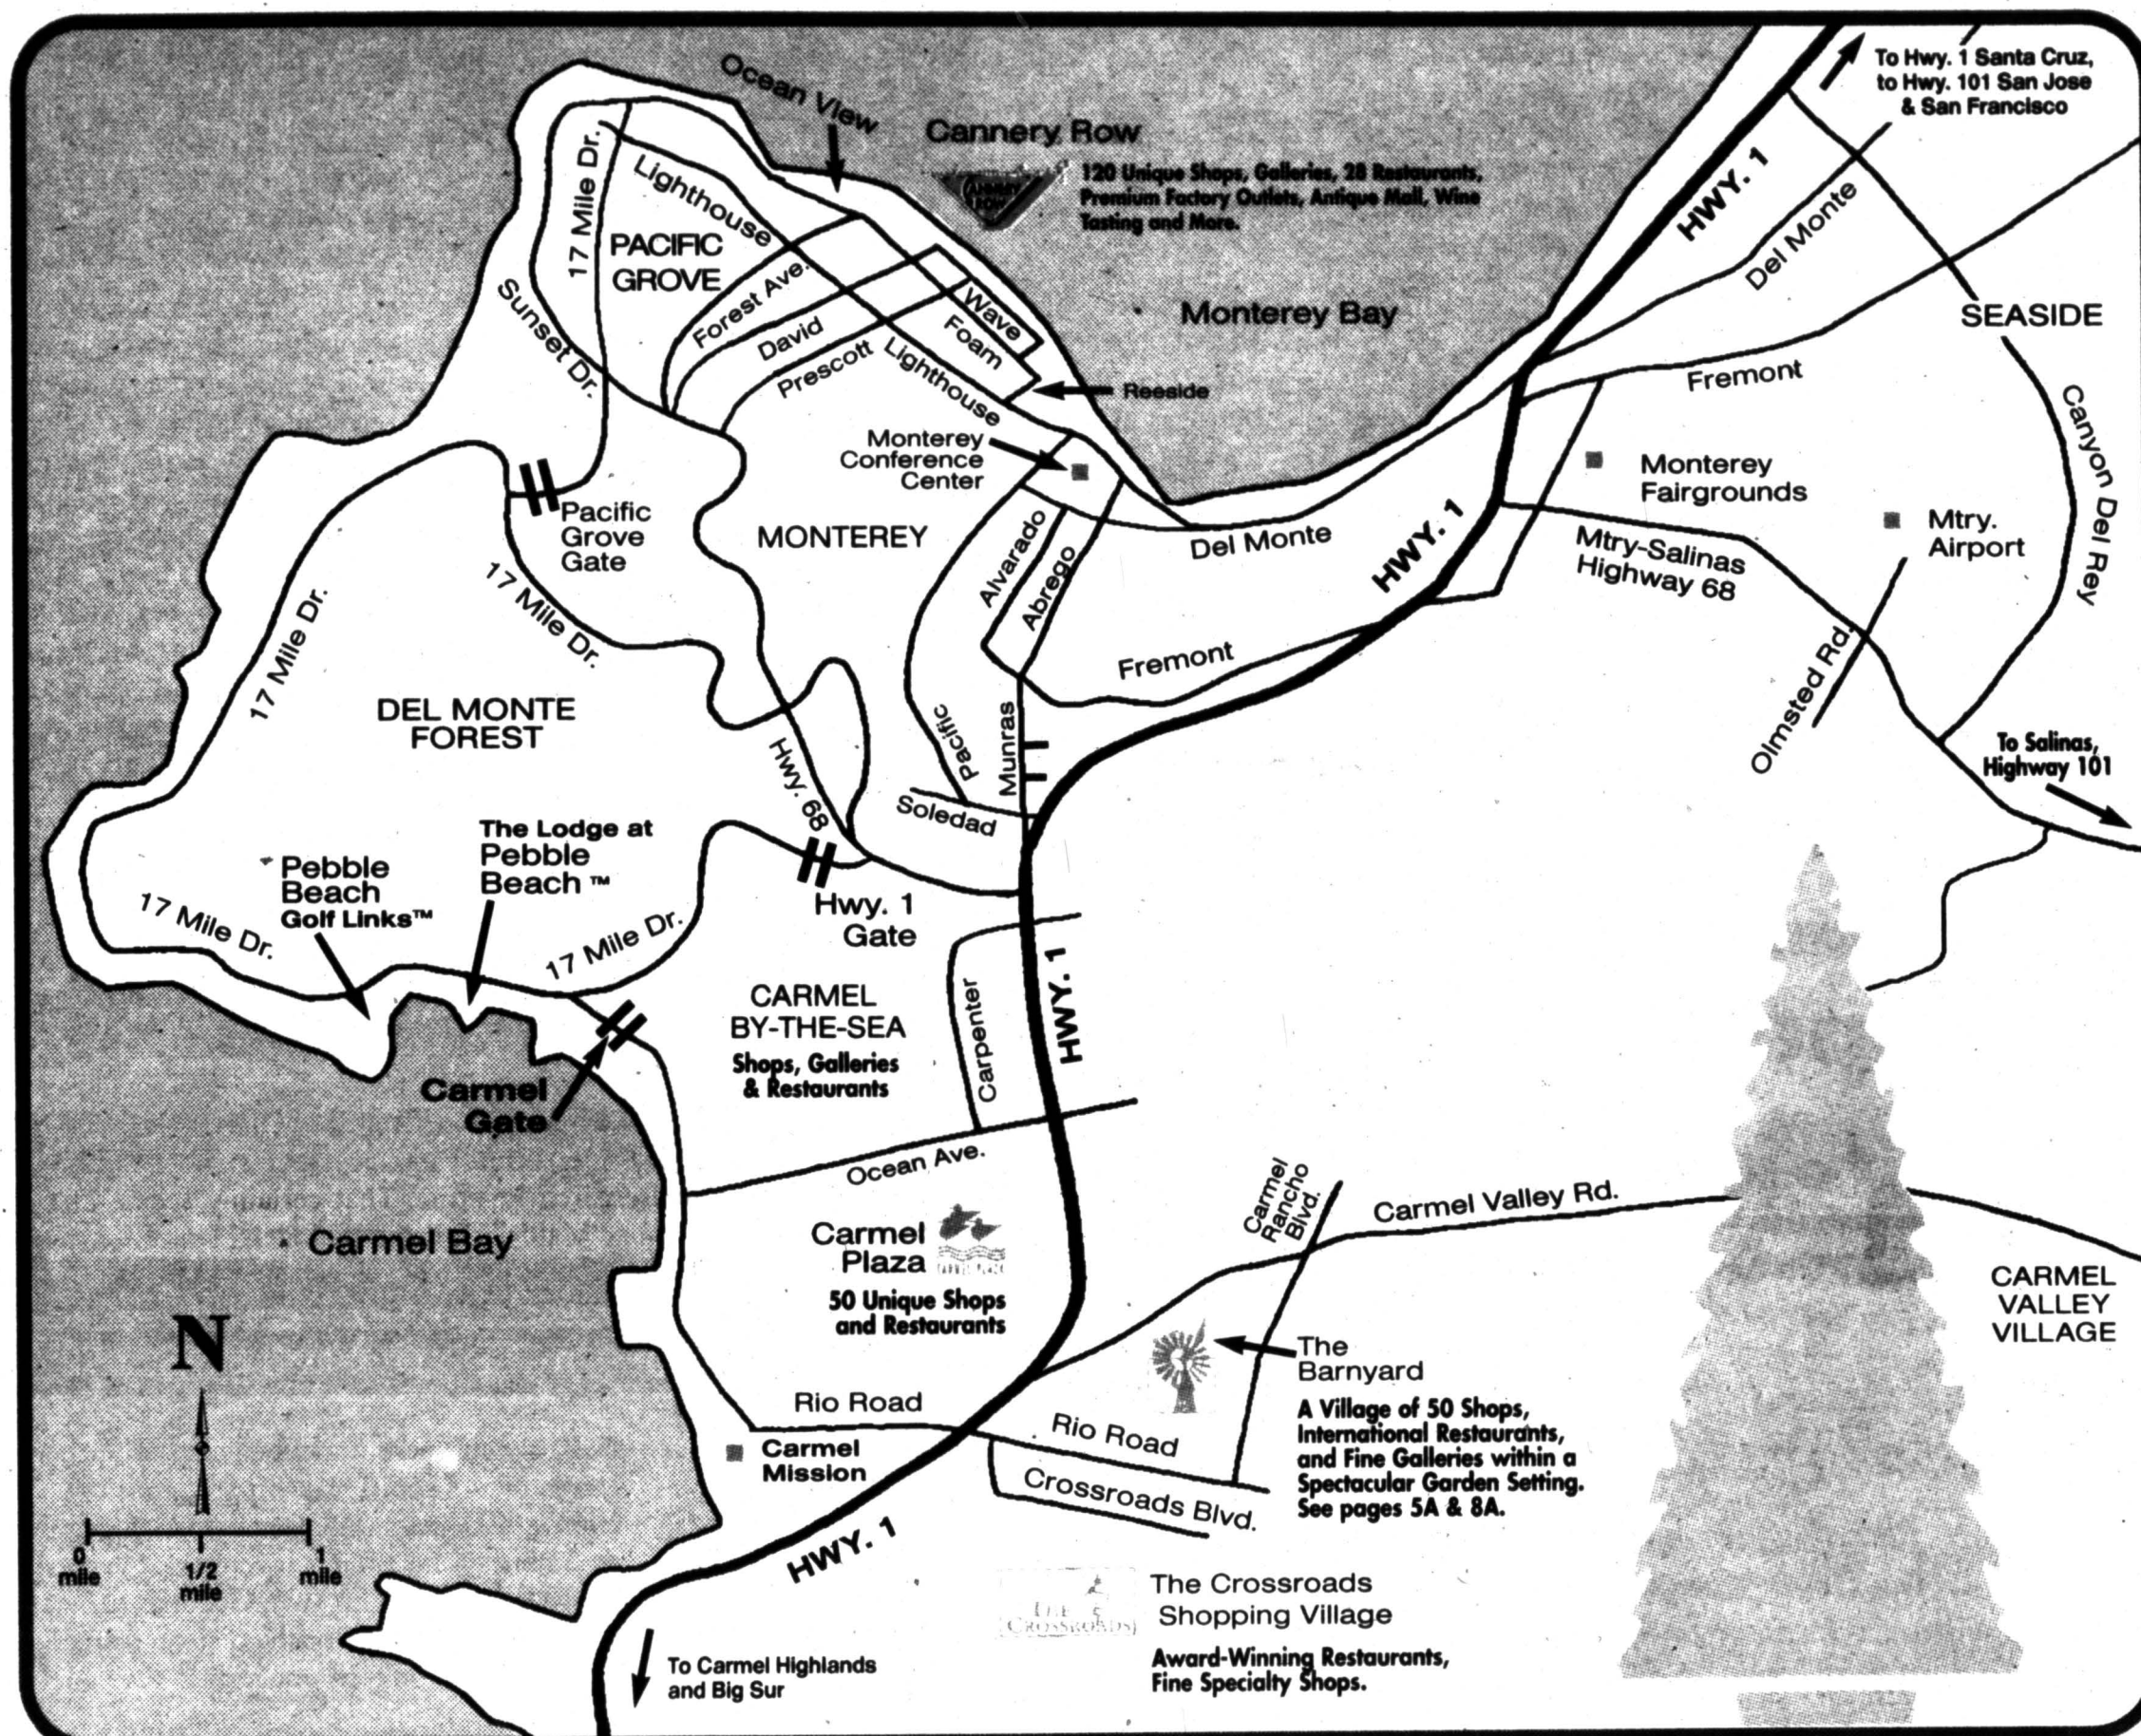 Ocean View
Cannery Row
CANNERY
ROW
120 Unique Shops, Galleries, 28 Restaurants,
Premium Factory Outlets, Antique Mall, Wine
Tasting and More.
To Hwy. 1 Santa Cruz,
to Hwy. 101 San Jose
& San Francisco
HWY. 1
Del Monte
17 Mile Dr.
Lighthouse
PACIFIC
GROVE
Sunset Dr.
Forest Ave.
David
Prescott
Lighthouse
Wave
Foam
Reeside
Monterey Bay
SEASIDE
Fremont
Canyon Del Rey
Monterey
Conference
Center
Monterey
Fairgrounds
Mtry.
Airport
Pacific
Grove
Gate
MONTEREY
Alvarado
Abrego
Del Monte
HWY. 1
Mtry-Salinas
Highway 68
17 Mile Dr.
17 Mile Dr.
Fremont
Olmsted Rd.
DEL MONTE
FOREST
Hwy. 68
Pacific
Munras
Soledad
To Salinas,
Highway 101
The Lodge at
Pebble
Beach ™
Pebble
Beach
Golf Links™
17 Mile Dr.
17 Mile Dr.
Hwy. 1
Gate
CARMEL
BY-THE-SEA
Shops, Galleries
& Restaurants
Carpenter
HWY. 1
Carmel
Gate
Ocean Ave.
Carmel Bay
Carmel
Plaza
50 Unique Shops
and Restaurants
Carmel
Rancho
Blvd.
Carmel Valley Rd.
CARMEL
VALLEY
VILLAGE
N
The
Barnyard
A Village of 50 Shops,
International Restaurants,
and Fine Galleries within a
Spectacular Garden Setting.
See pages 5A & 8A.
Rio Road
Rio Road
Carmel
Mission
Crossroads Blvd.
HWY. 1
0
mile
1/2
mile
1
mile
THE
CROSSROADS
The Crossroads
Shopping Village
Award-Winning Restaurants,
Fine Specialty Shops.
To Carmel Highlands
and Big Sur